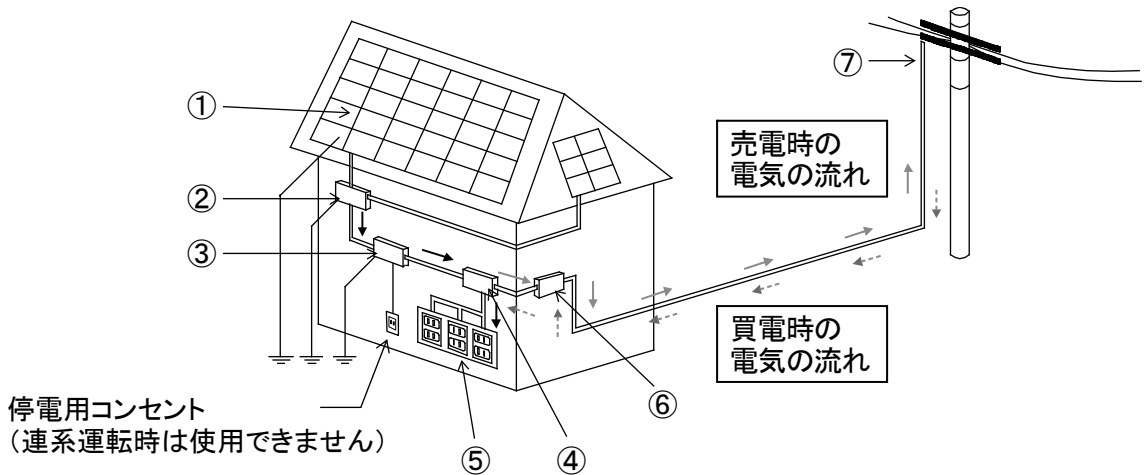 ①
⑦
売電時の
電気の流れ
②
③
買電時の
電気の流れ
⑥
停電用コンセント
（連系運転時は使用できません）
⑤
④